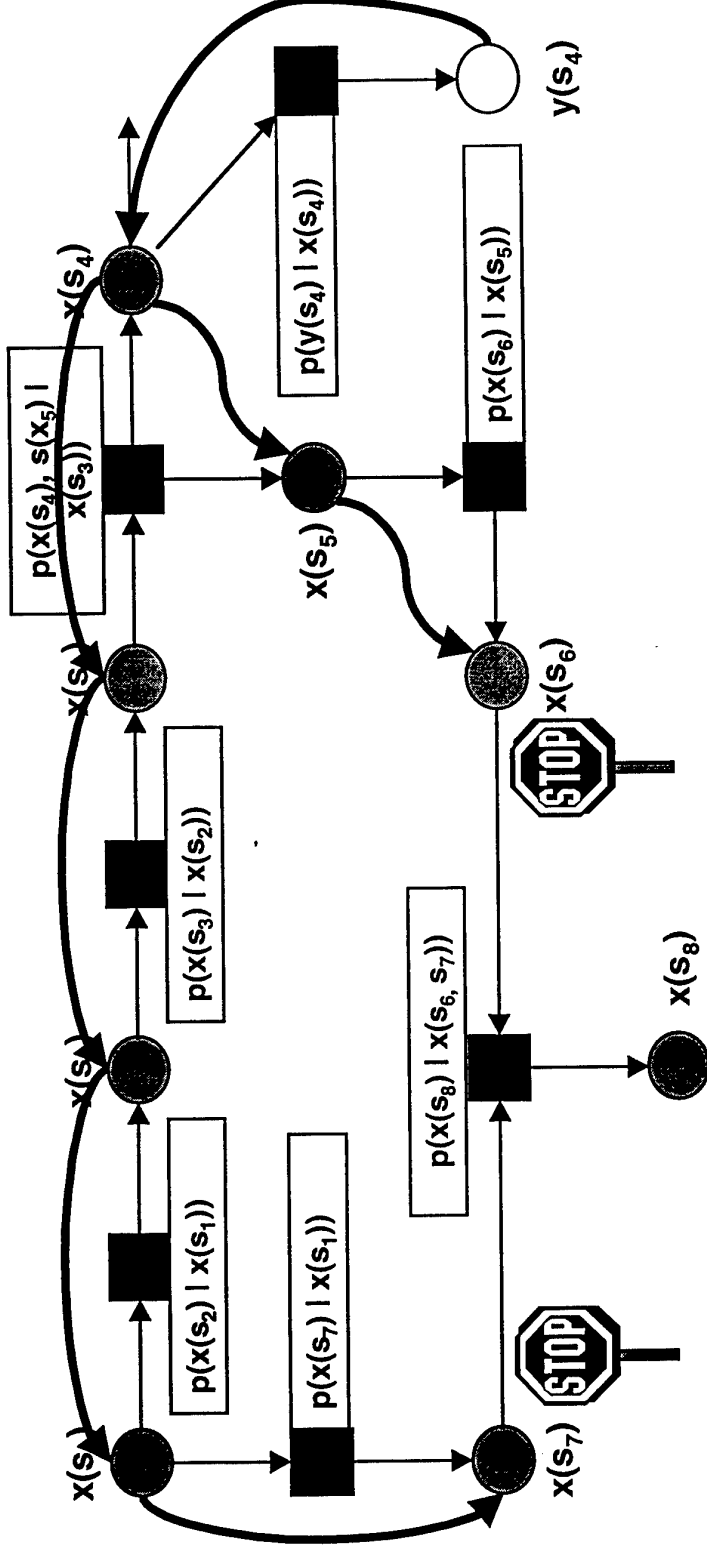 p(x(s₄), s(x₅) |
x(s₃))
x(s
x(s
x(s
x(s₄)
p(x(s₂) | x(s₁))
p(x(s₃) | x(s₂))
p(x(s₇) | x(s₁))
x(s₅)
p(y(s₄) | x(s₄))
p(x(s₈) | x(s₆, s₇))
p(x(s₆) | x(s₅))
x(s₇)
STOP
STOP
x(s₆)
y(s₄)
x(s₈)